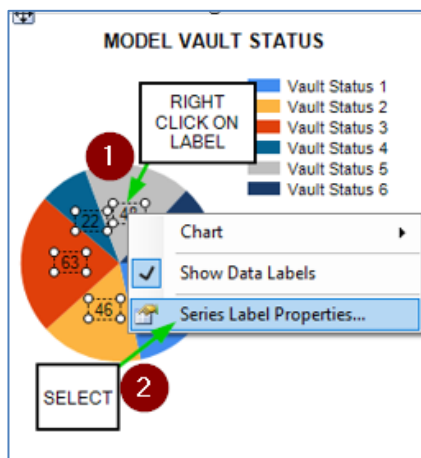 MODEL VAULT STATUS
RIGHT
CLICK ON
LABEL
Vault Status 1
Vault Status 2
Vault Status 3
Vault Status 4
Vault Status 5
Vault Status 6
1
22
63
46
Chart
Show Data Labels
Series Label Properties...
SELECT
2